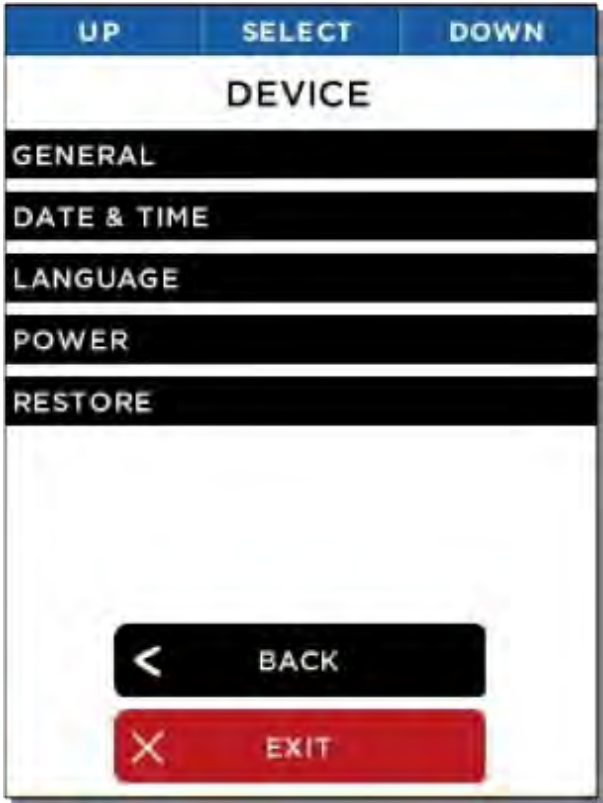 UP SELECT DOWN
DEVICE
GENERAL
DATE & TIME
LANGUAGE
POWER
RESTORE
< BACK
X EXIT